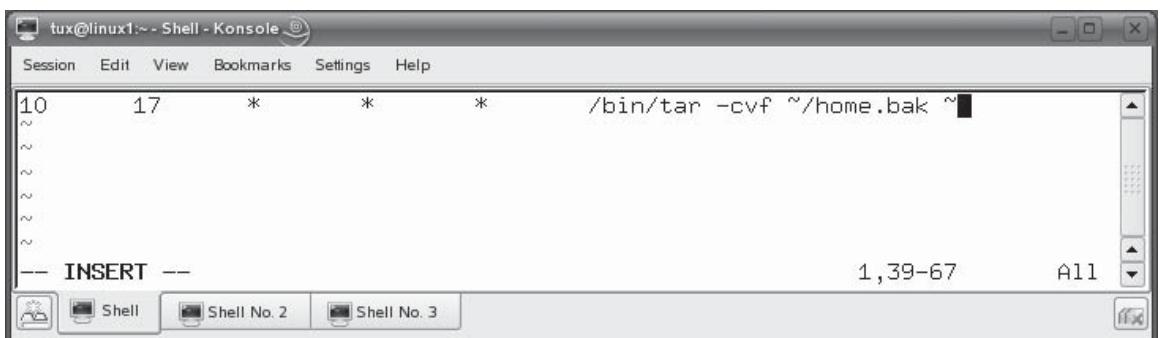 tux@linux1:~ - Shell - Konsole
Session Edit View Bookmarks Settings Help
10 17 * * * /bin/tar -cvf ~/home.bak ~
~
~
~
~
~
~
-- INSERT -- 1,39-67 All
Shell Shell No. 2 Shell No. 3